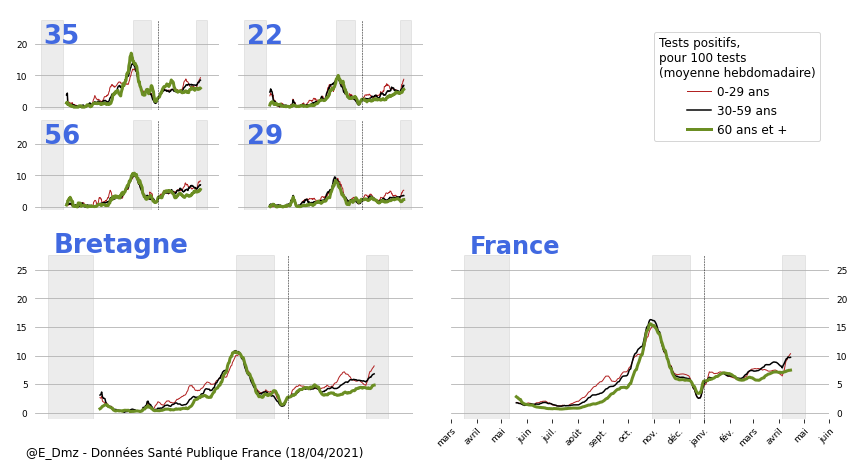 35
22
20
10
0
56
29
20
10
0
Tests positifs,
pour 100 tests
(moyenne hebdomadaire)
0-29 ans
30-59 ans
60 ans et +
Bretagne
France
25
20
15
10
5
0
25
20
15
10
5
0
mars
avril
mai
juin
juil.
août
sept.
oct.
nov.
déc.
janv.
fév.
mars
avril
mai
juin
@E_Dmz - Données Santé Publique France (18/04/2021)